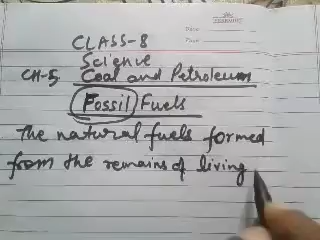 CLASS-8
Science
CH-5, Coal and Petroleum
Fossil Fuels
The natural fuels formed
from the remains of living